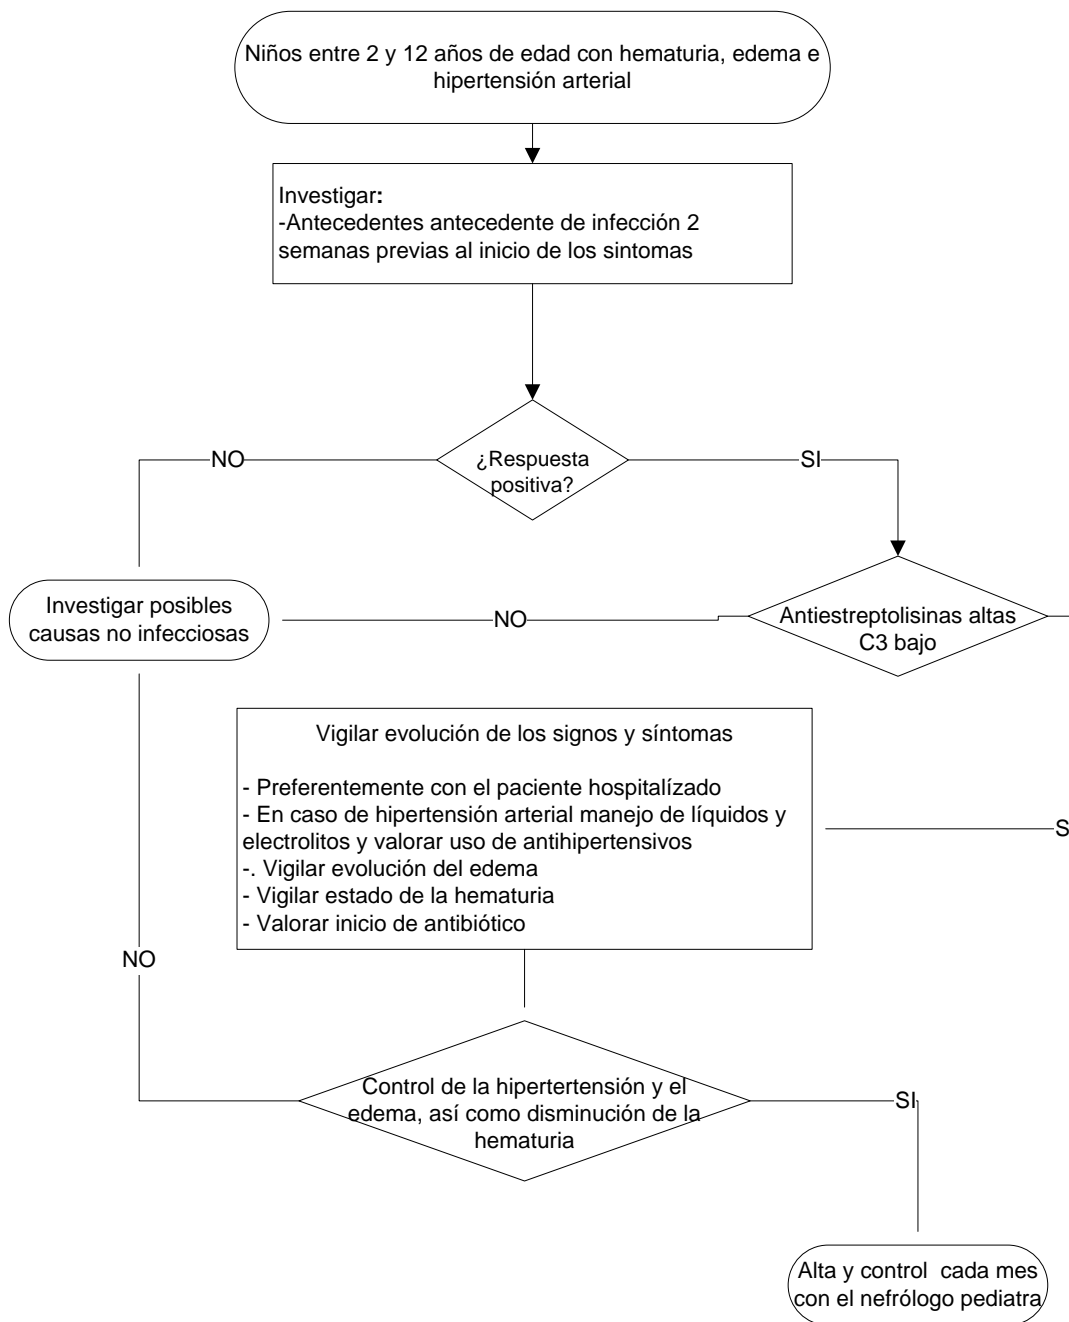 Niños entre 2 y 12 años de edad con hematuria, edema e
hipertensión arterial
Investigar:
-Antecedentes antecedente de infección 2
semanas previas al inicio de los sintomas
¿Respuesta
positiva?
NO
SI
Investigar posibles
causas no infecciosas
NO
Antiestreptolisinas altas
C3 bajo
Vigilar evolución de los signos y síntomas
- Preferentemente con el paciente hospitalízado
- En caso de hipertensión arterial manejo de líquidos y
electrolitos y valorar uso de antihipertensivos
-. Vigilar evolución del edema
- Vigilar estado de la hematuria
- Valorar inicio de antibiótico
S
NO
Control de la hipertertensión y el
edema, así como disminución de la
hematuria
SI
Alta y control cada mes
con el nefrólogo pediatra